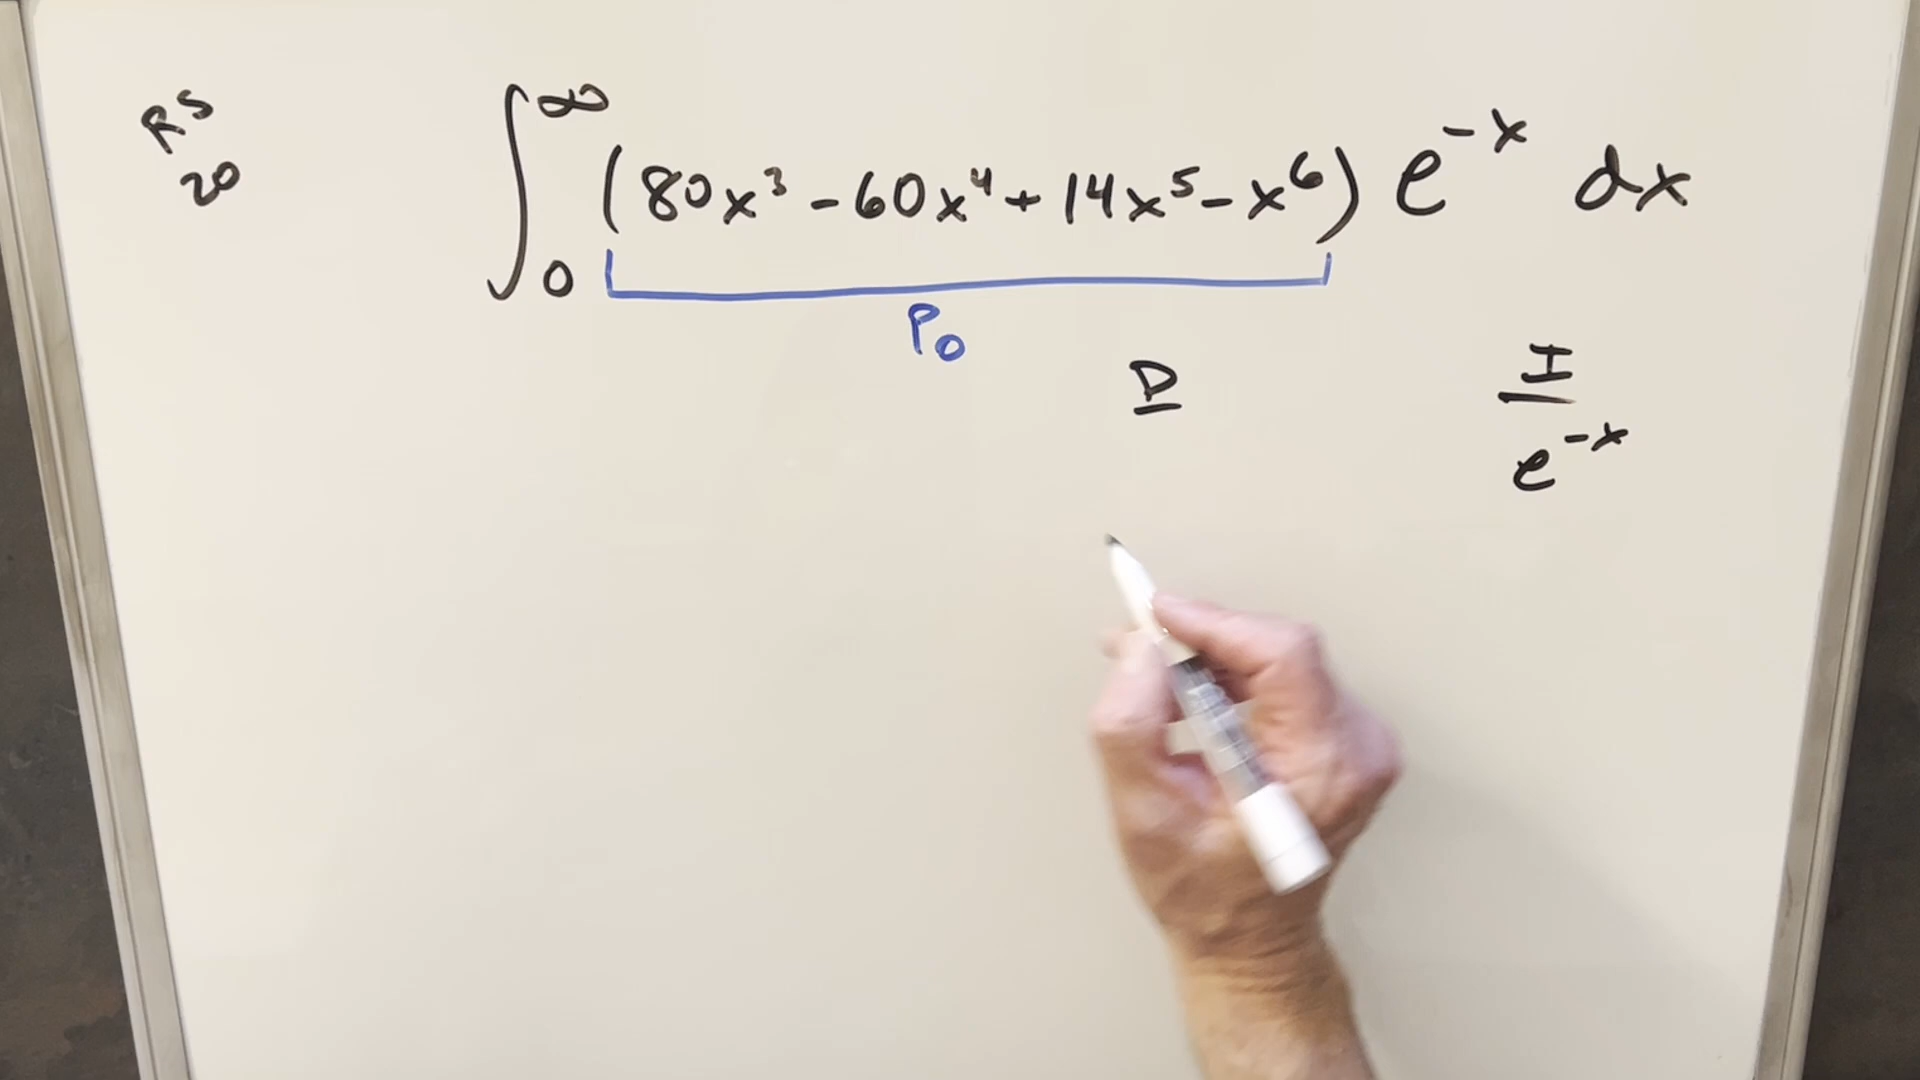 RS
20
∫₀^∞ (80x³ - 60x⁴ + 14x⁵ - x⁶) e^{-x} dx
P₀
D I
e^{-x}